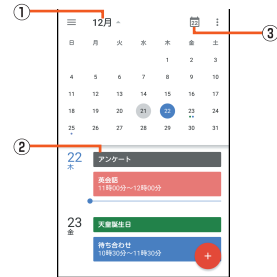 ①
12月
22
③
日 月 火 水 木 金 土
1 2 3
4 5 6 7 8 9 10
11 12 13 14 15 16 17
18 19 20 21 22 23 24
25 26 27 28 29 30 31
②
22
木
アンケート
英会話
11時00分～12時00分
23
金
天皇誕生日
待ち合わせ
10時30分～11時30分
+